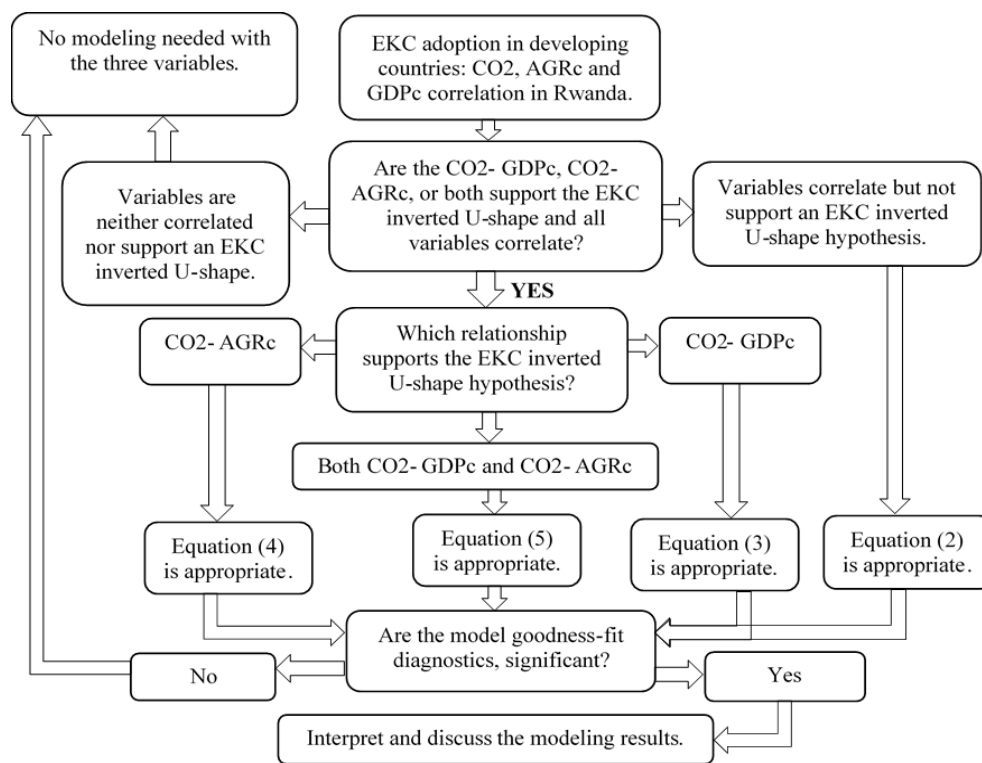 No modeling needed with
the three variables.
EKC adoption in developing
countries: CO2, AGRc and
GDPc correlation in Rwanda.
Variables are
neither correlated
nor support an EKC
inverted U-shape.
Are the CO2- GDPc, CO2-
AGRc, or both support the EKC
inverted U-shape and all
variables correlate?
Variables correlate but not
support an EKC inverted
U-shape hypothesis.
YES
CO2- AGRc
Which relationship
supports the EKC inverted
U-shape hypothesis?
CO2- GDPc
Both CO2- GDPc and CO2- AGRc
Equation (4)
is appropriate.
Equation (5)
is appropriate.
Equation (3)
is appropriate.
Equation (2)
is appropriate.
Are the model goodness-fit
diagnostics, significant?
No
Yes
Interpret and discuss the modeling results.